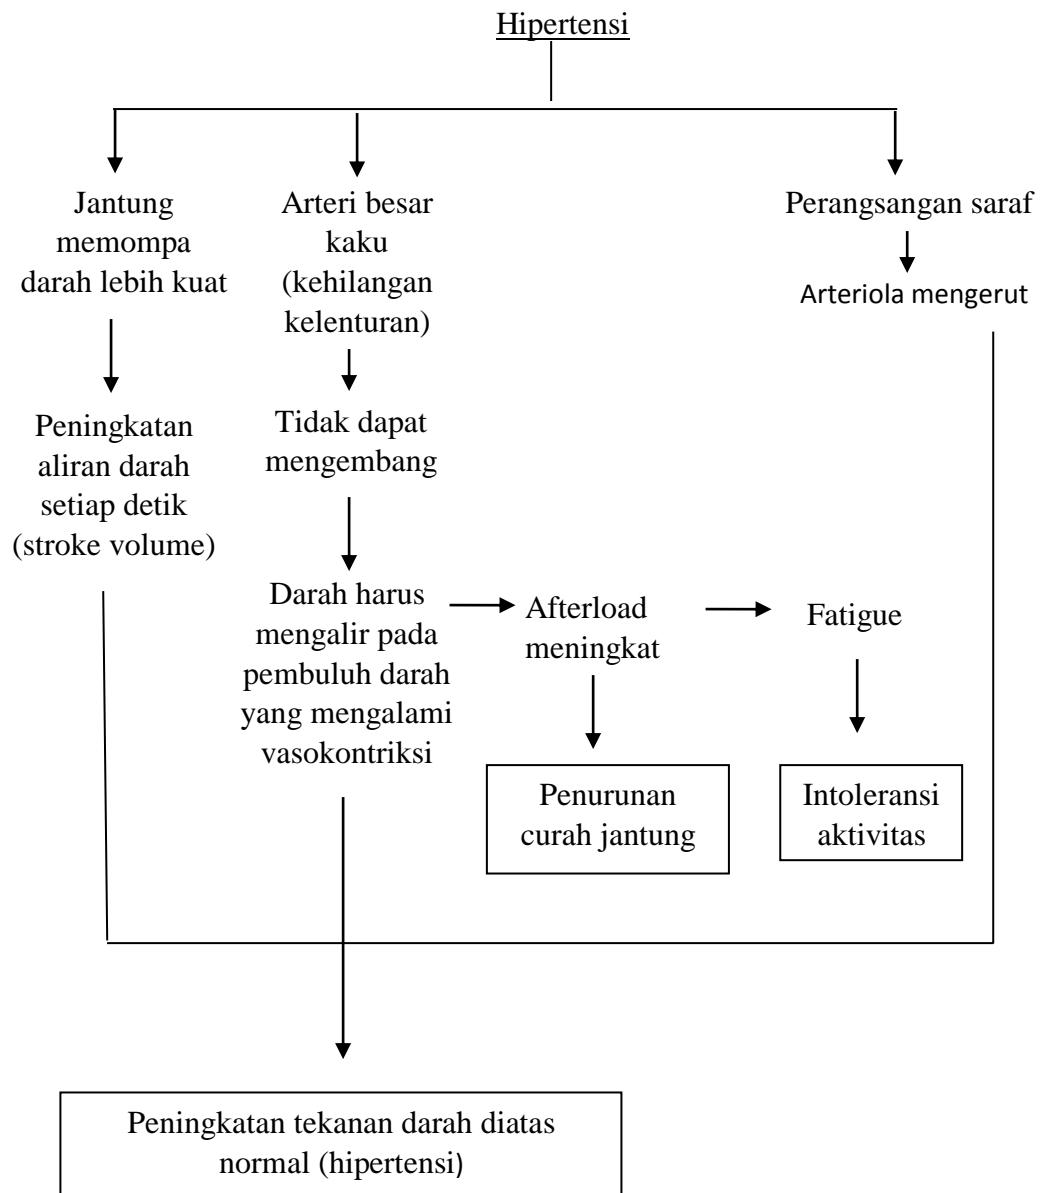 Hipertensi
Jantung
memompa
darah lebih kuat
Arteri besar
kaku
(kehilangan
kelenturan)
Perangsangan saraf
Arteriola mengerut
Peningkatan
aliran darah
setiap detik
(stroke volume)
Tidak dapat
mengembang
Darah harus
mengalir pada
pembuluh darah
yang mengalami
vasokontriksi
Afterload
meningkat
Fatigue
Penurunan
curah jantung
Intoleransi
aktivitas
Peningkatan tekanan darah diatas
normal (hipertensi)